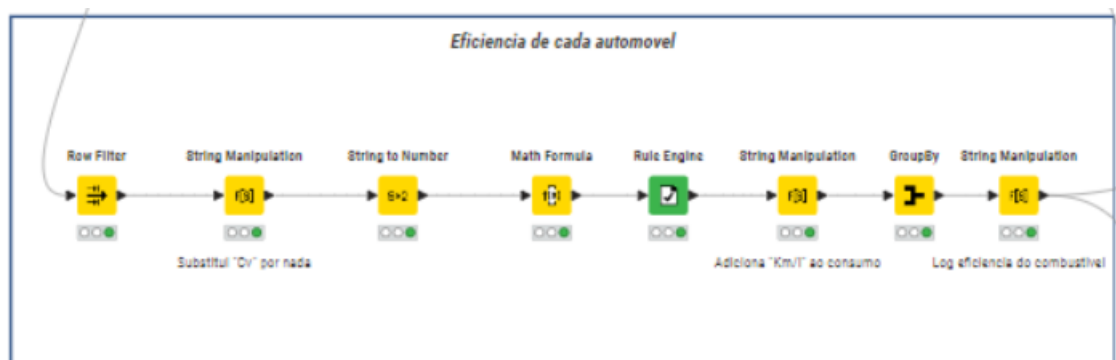 Eficiencia de cada automovel
Row Filter
String Manipulation
String to Number
Math Formula
Rule Engine
String Manipulation
GroupBy
String Manipulation
Substitui "Cv" por nada
Adiciona "Km/l" ao consumo
Log eficiencia do combustivel